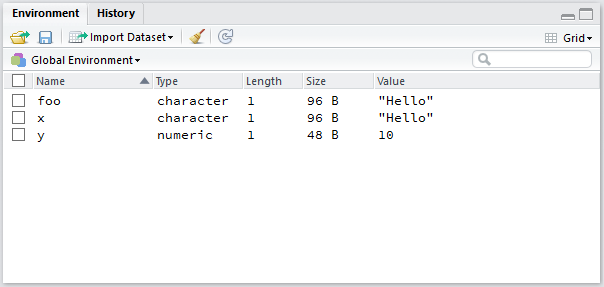 Environment History
Import Dataset Grid
Global Environment
Name Type Length Size Value
foo character 1 96 B "Hello"
x character 1 96 B "Hello"
y numeric 1 48 B 10